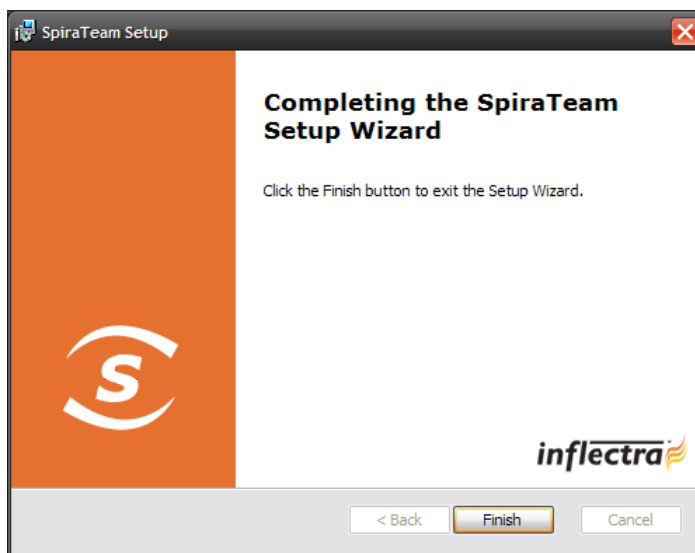 SpiraTeam Setup
Completing the SpiraTeam
Setup Wizard
Click the Finish button to exit the Setup Wizard.
S
inflectra
< Back Finish Cancel